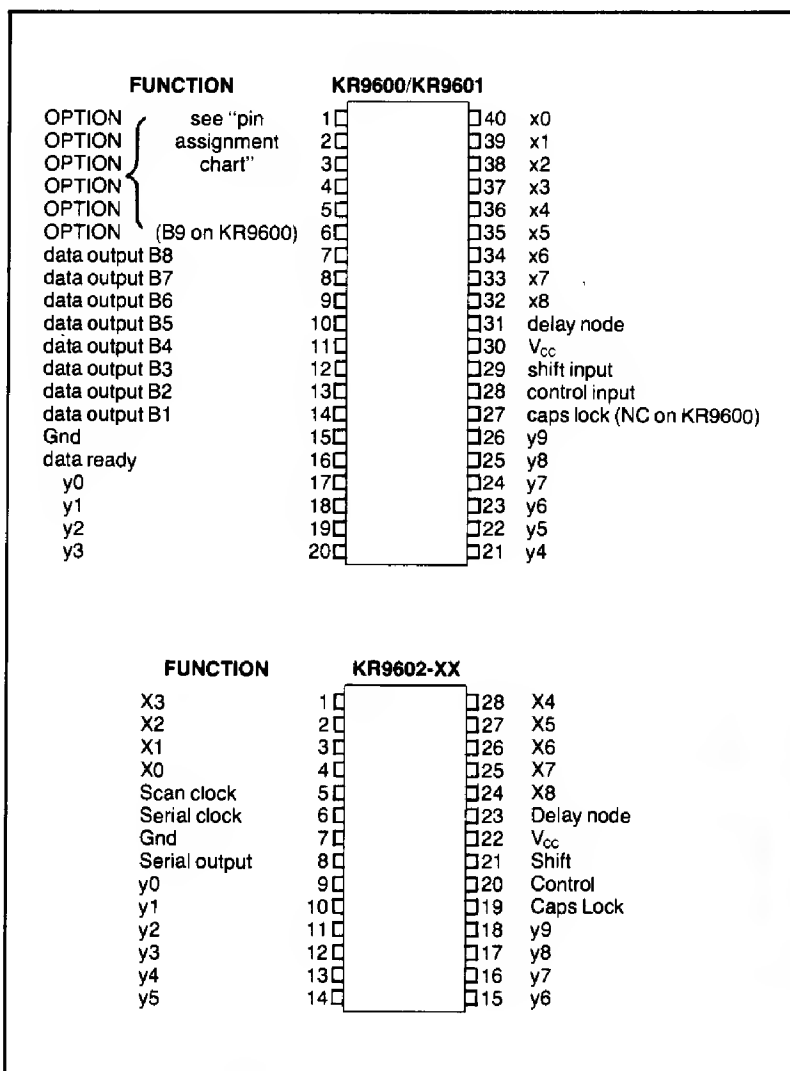 FUNCTION KR9600/KR9601
OPTION see “pin 1 40 x0
OPTION assignment 2 39 x1
OPTION chart” 3 38 x2
OPTION 4 37 x3
OPTION 5 36 x4
OPTION (B9 on KR9600) 6 35 x5
data output B8 7 34 x6
data output B7 8 33 x7
data output B6 9 32 x8
data output B5 10 31 delay node
data output B4 11 30 Vcc
data output B3 12 29 shift input
data output B2 13 28 control input
data output B1 14 27 caps lock (NC on KR9600)
Gnd 15 26 y9
data ready 16 25 y8
y0 17 24 y7
y1 18 23 y6
y2 19 22 y5
y3 20 21 y4
FUNCTION KR9602-XX
X3 1 28 X4
X2 2 27 X5
X1 3 26 X6
X0 4 25 X7
Scan clock 5 24 X8
Serial clock 6 23 Delay node
Gnd 7 22 Vcc
Serial output 8 21 Shift
y0 9 20 Control
y1 10 19 Caps Lock
y2 11 18 y9
y3 12 17 y8
y4 13 16 y7
y5 14 15 y6